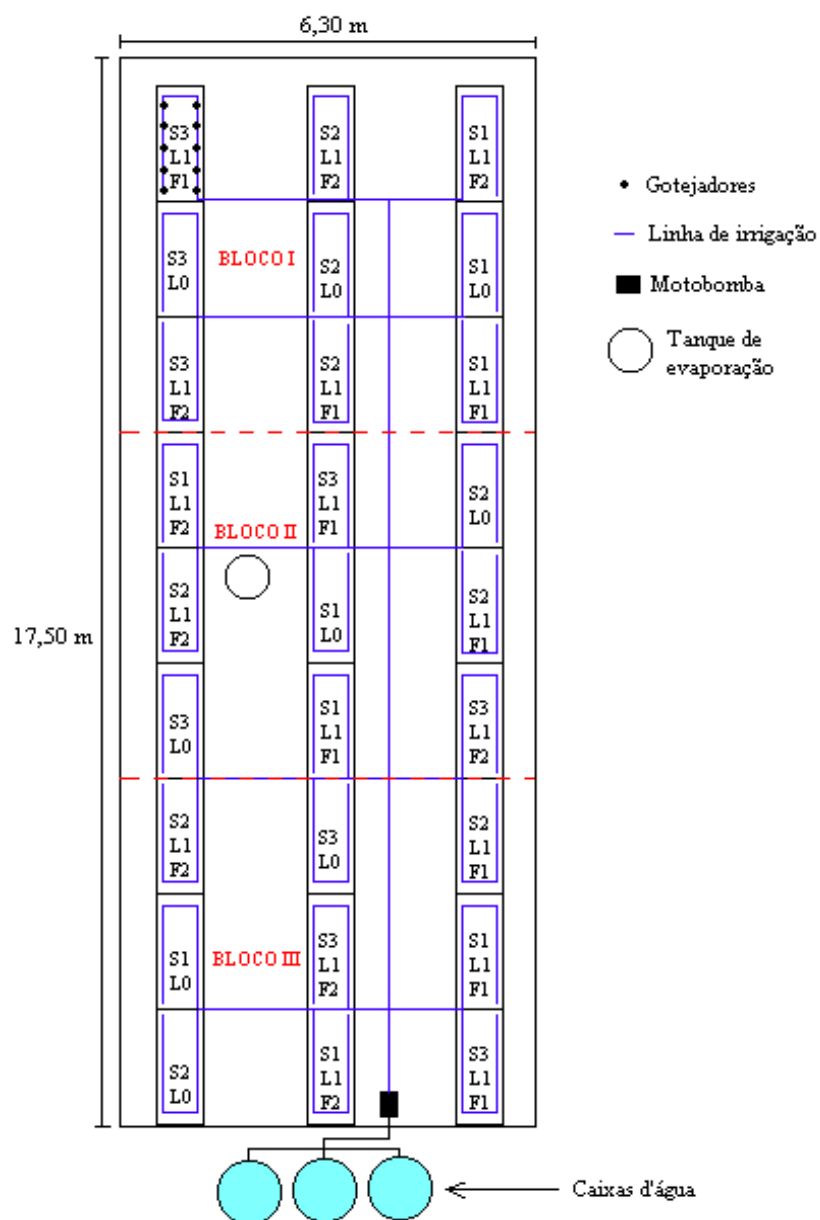 6,30 m
S3
L1
F1
S2
L1
F2
S1
L1
F2
Gotejadores
Linha de irrigação
Motobomba
Tanque de
evaporação
S3
L0
BLOCO I
S2
L0
S1
L0
S3
L1
F2
S2
L1
F1
S1
L1
F1
S1
L1
F2
BLOCO II
S3
L1
F1
S2
L0
17,50 m
S2
L1
F2
S1
L0
S2
L1
F1
S3
L0
S1
L1
F1
S3
L1
F2
S2
L1
F2
S3
L0
S2
L1
F1
S1
L0
BLOCO III
S3
L1
F2
S1
L1
F1
S2
L0
S1
L1
F2
S3
L1
F1
Caixas d'água